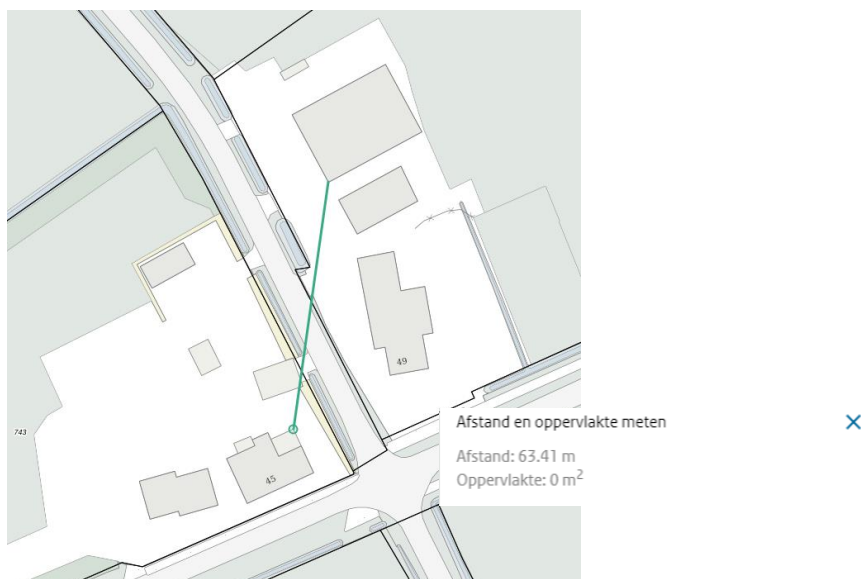 49
743
45
Afstand en oppervlakte meten
Afstand: 63.41 m
Oppervlakte: 0 m²